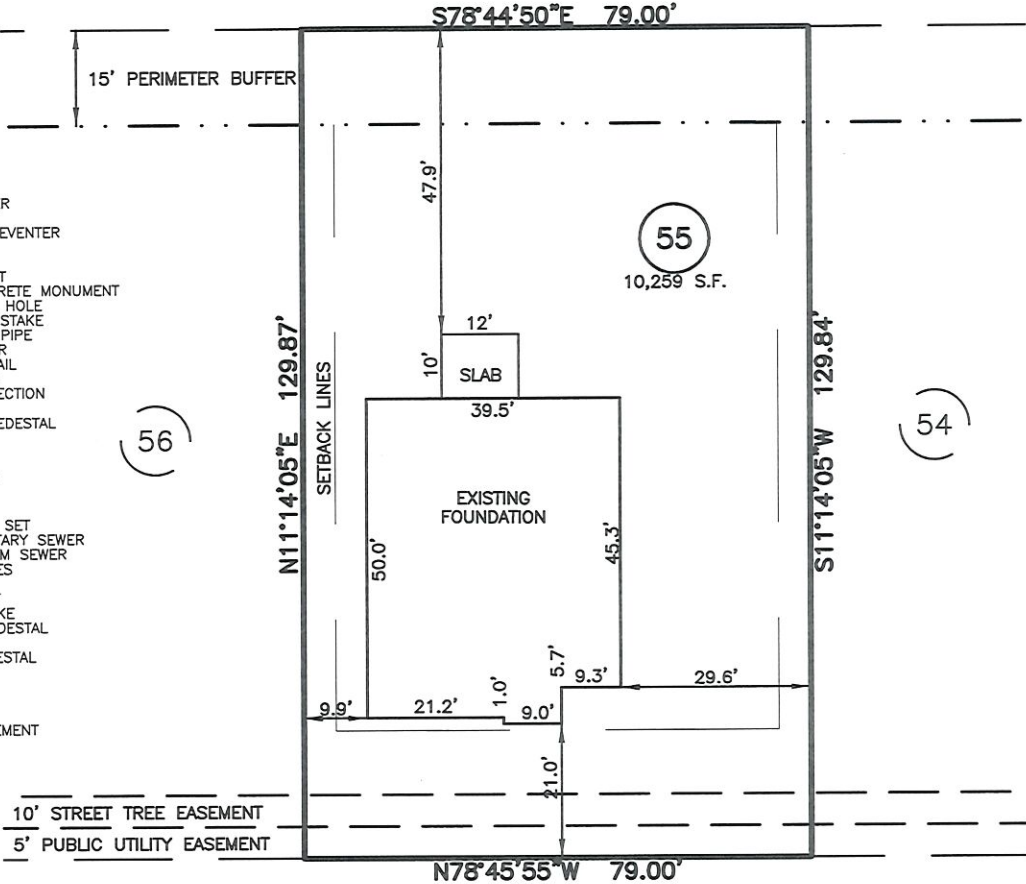 S78°44'50"E 79.00'
15' PERIMETER BUFFER
47.9'
55
10,259 S.F.
R
EVENTER
T
RETE MONUMENT
HOLE
STAKE
PIPE
R
AIL
ECTION
EDESTAL
SET
TARY SEWER
M SEWER
ES
KE
DESTAL
ESTAL
EMENT
56
N11°14'05"E 129.87'
SETBACK LINES
12'
10'
SLAB
39.5'
EXISTING
FOUNDATION
50.0'
45.3'
S11°14'05"W 129.84'
54
9.9'
21.2'
1.0'
9.0'
5.7'
9.3'
29.6'
21.0'
10' STREET TREE EASEMENT
5' PUBLIC UTILITY EASEMENT
N78°45'55"W 79.00'